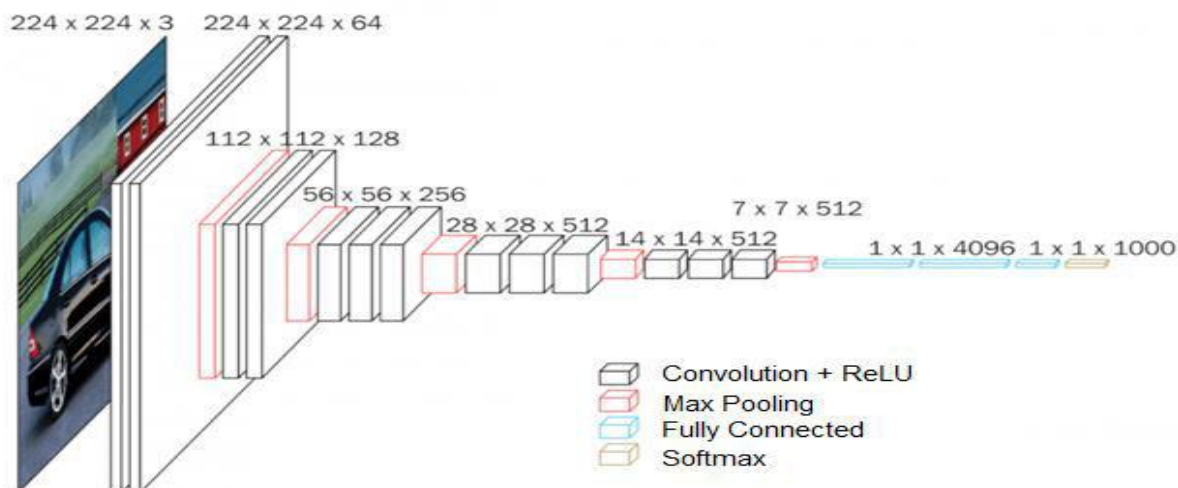 224 x 224 x 3
224 x 224 x 64
112 x 112 x 128
56 x 56 x 256
28 x 28 x 512
14 x 14 x 512
7 x 7 x 512
1 x 1 x 4096
1 x 1 x 1000
Convolution + ReLU
Max Pooling
Fully Connected
Softmax